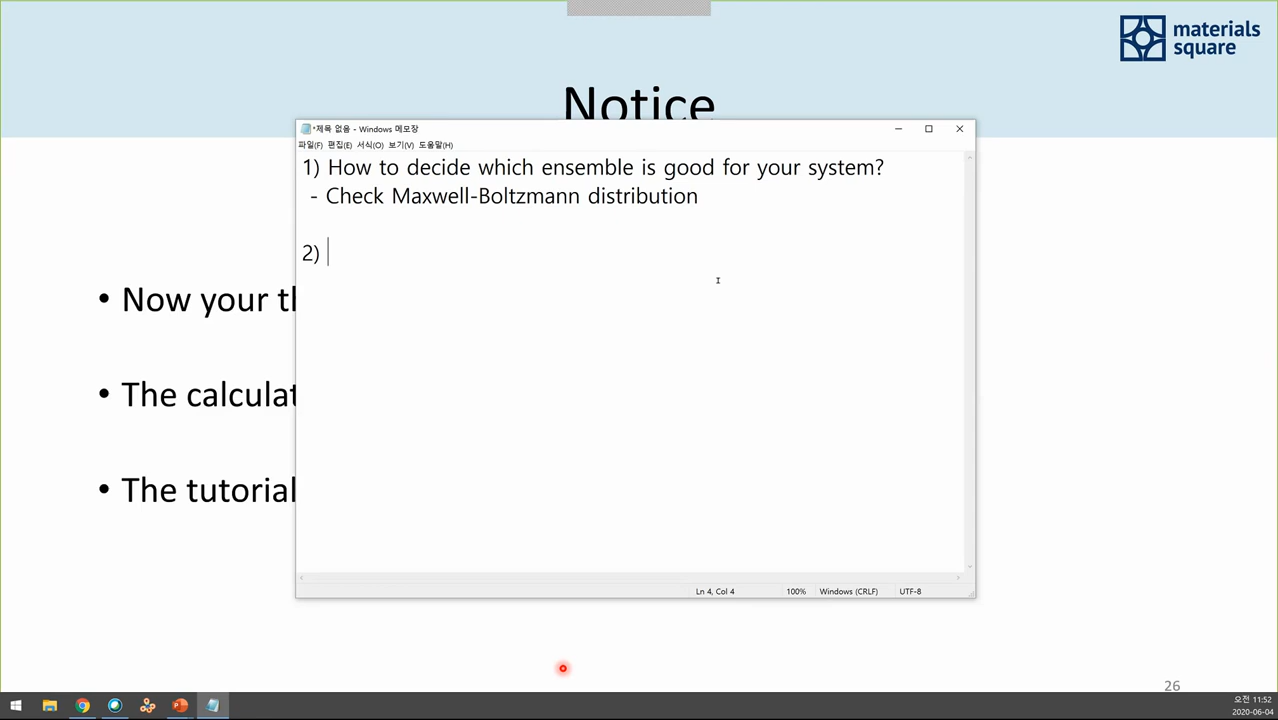 materials
square
Notice
*제목 없음 - Windows 메모장
파일(F) 편집(E) 서식(O) 보기(V) 도움말(H)
1) How to decide which ensemble is good for your system?
- Check Maxwell-Boltzmann distribution
2)
• Now your th
• The calculat
• The tutorial
Ln 4, Col 4 100% Windows (CRLF) UTF-8
26
오전 11:52
2020-06-04